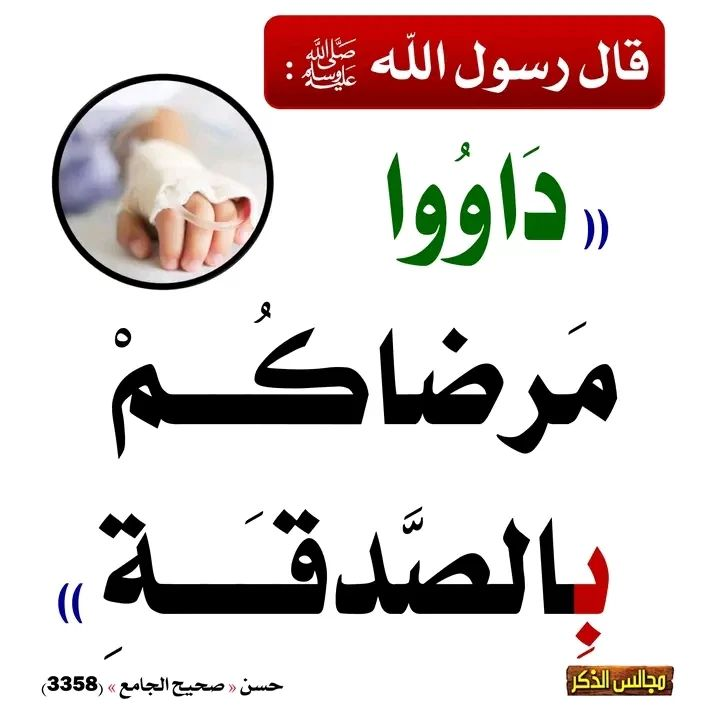 قال رسول الله ﷺ :
(( دَاوُوا
مَرضاكُمْ
بِالصَّدقَةِ ))
حسن « صحيح الجامع » (3358)
مجالس الذكر